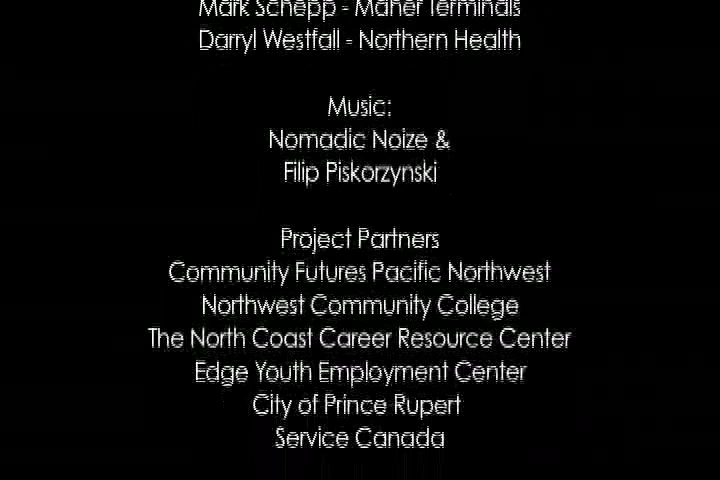 Mark Schepp - Maher Terminals
Darryl Westfall - Northern Health
Music:
Nomadic Noize &
Filip Piskorzynski
Project Partners
Community Futures Pacific Northwest
Northwest Community College
The North Coast Career Resource Center
Edge Youth Employment Center
City of Prince Rupert
Service Canada